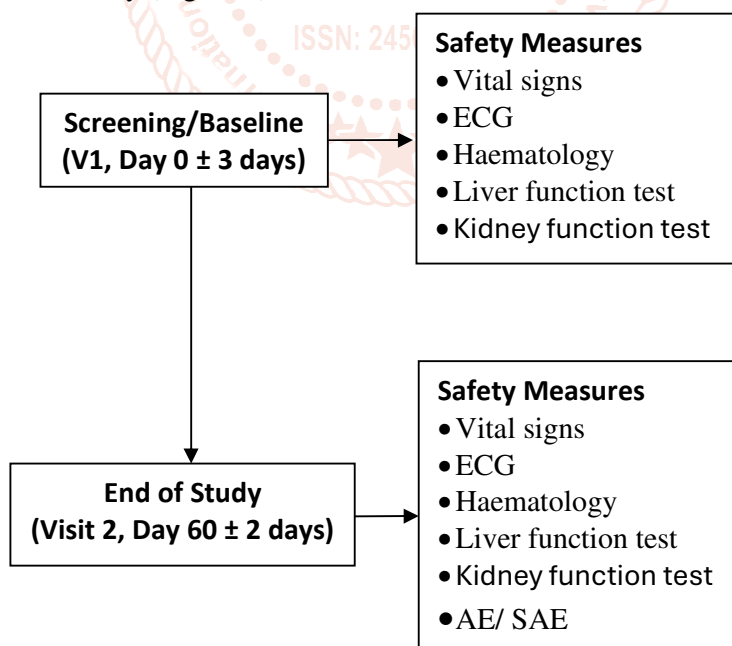 Screening/Baseline
(V1, Day 0 ± 3 days)
Safety Measures
• Vital signs
• ECG
• Haematology
• Liver function test
• Kidney function test
End of Study
(Visit 2, Day 60 ± 2 days)
Safety Measures
• Vital signs
• ECG
• Haematology
• Liver function test
• Kidney function test
• AE/ SAE
ISSN: 245